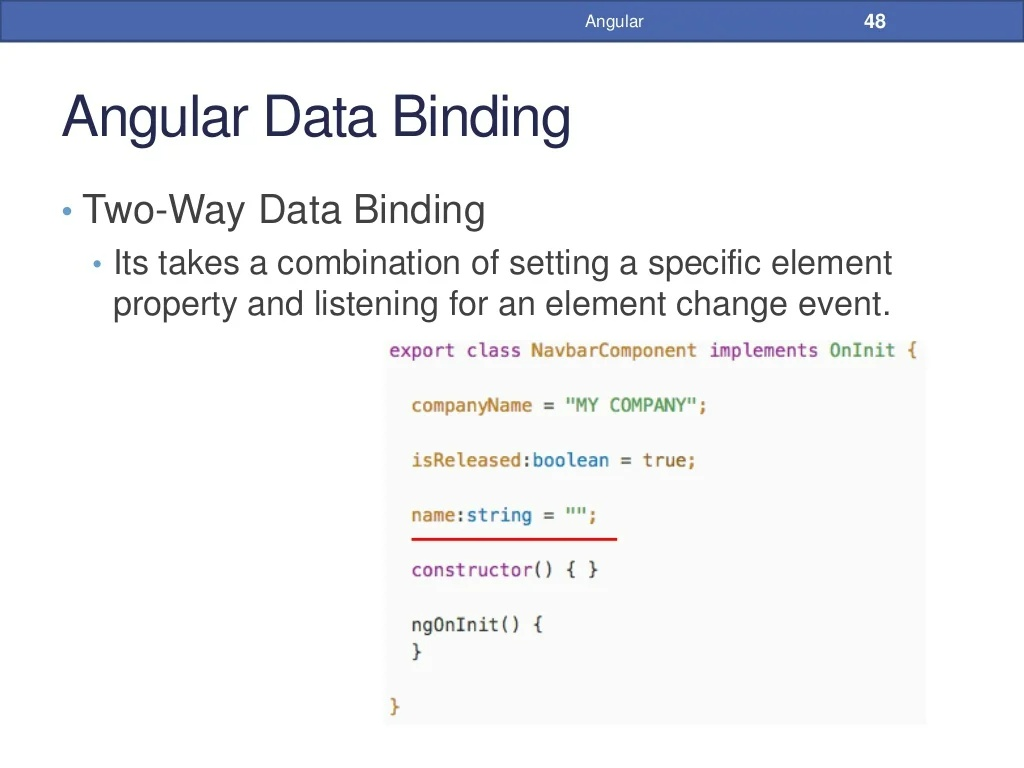 Angular 48
Angular Data Binding
• Two-Way Data Binding
• Its takes a combination of setting a specific element
property and listening for an element change event.
export class NavbarComponent implements OnInit {
companyName = "MY COMPANY";
isReleased:boolean = true;
name:string = "";
constructor() { }
ngOnInit() {
}
}